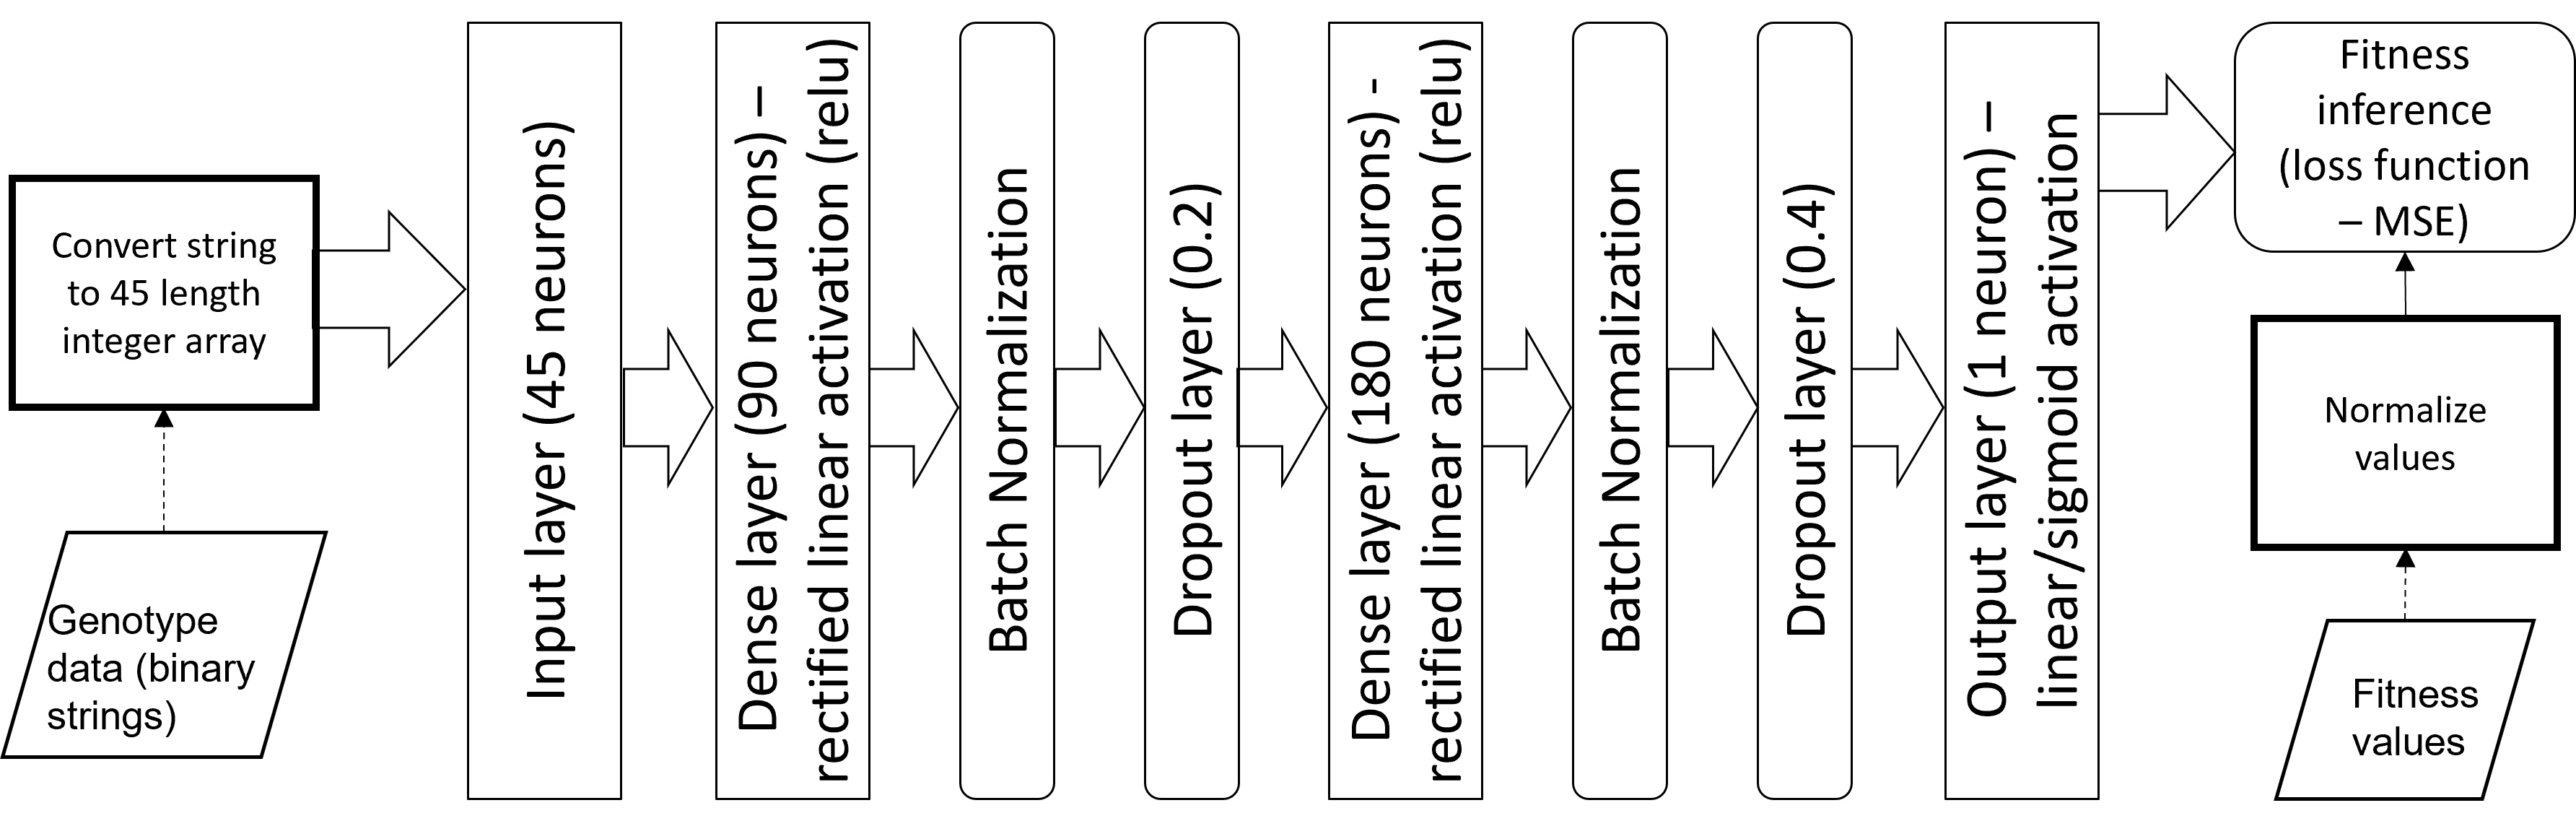 Convert string
to 45 length
integer array
Genotype
data (binary
strings)
Input layer (45 neurons)
Dense layer (90 neurons) –
rectified linear activation (relu)
Batch Normalization
Dropout layer (0.2)
Dense layer (180 neurons) -
rectified linear activation (relu)
Batch Normalization
Dropout layer (0.4)
Output layer (1 neuron) –
linear/sigmoid activation
Fitness
inference
(loss function
– MSE)
Normalize
values
Fitness
values